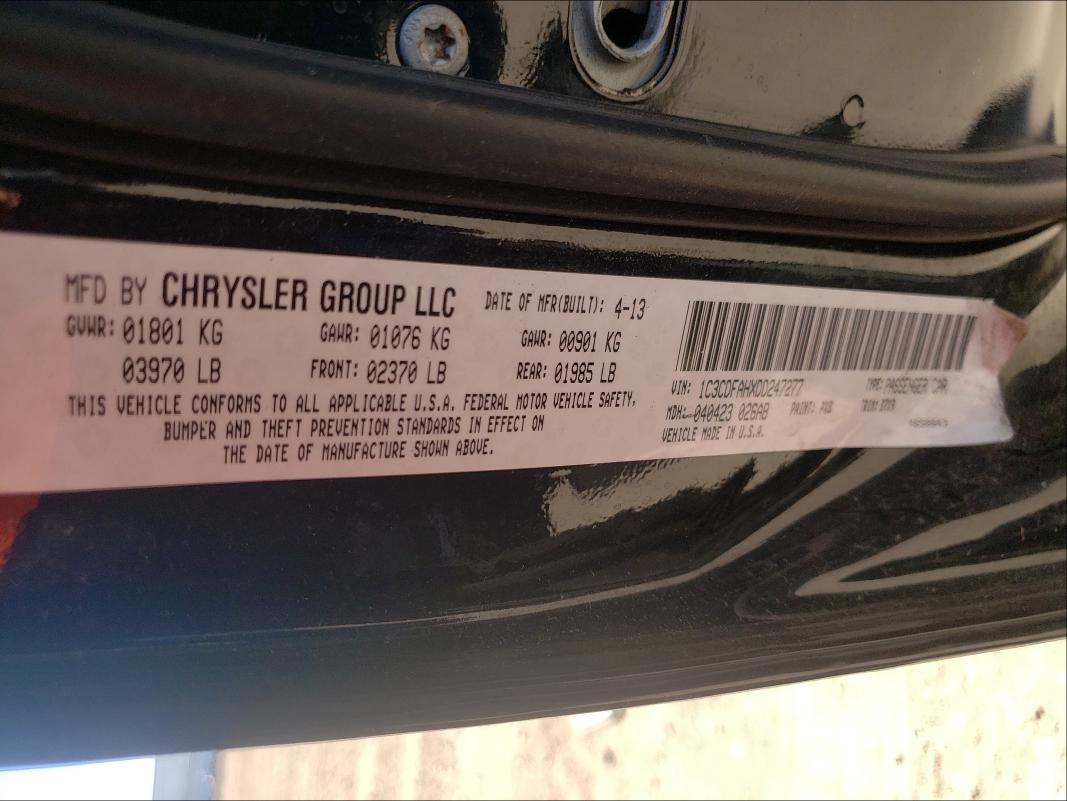 MFD BY CHRYSLER GROUP LLC DATE OF MFR(BUILT): 4-13
GVWR: 01801 KG GAWR: 01076 KG GAWR: 00901 KG
03970 LB FRONT: 02370 LB REAR: 01985 LB
THIS VEHICLE CONFORMS TO ALL APPLICABLE U.S.A. FEDERAL MOTOR VEHICLE SAFETY,
BUMPER AND THEFT PREVENTION STANDARDS IN EFFECT ON
THE DATE OF MANUFACTURE SHOWN ABOVE.
VIN: 1C3CDFAHXDD247277 TYPE: PASSENGER CAR
MDH: 040423 026AB PAINT: PXB TRIM:
VEHICLE MADE IN U.S.A.